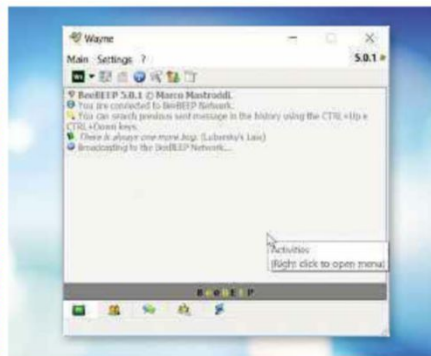 Wayne
Main Settings ?
5.0.1
BeeBEEP 5.0.1 © Marco Mastroddi.
You are connected to BeeBEEP Network.
You can search previous sent message in the history using the CTRL+Up e
CTRL+Down keys.
There is always one more bug. (Lubarsky's Law)
Broadcasting to the BeeBEEP Network...
Activities
(Right click to open menu)
BeeBEEP